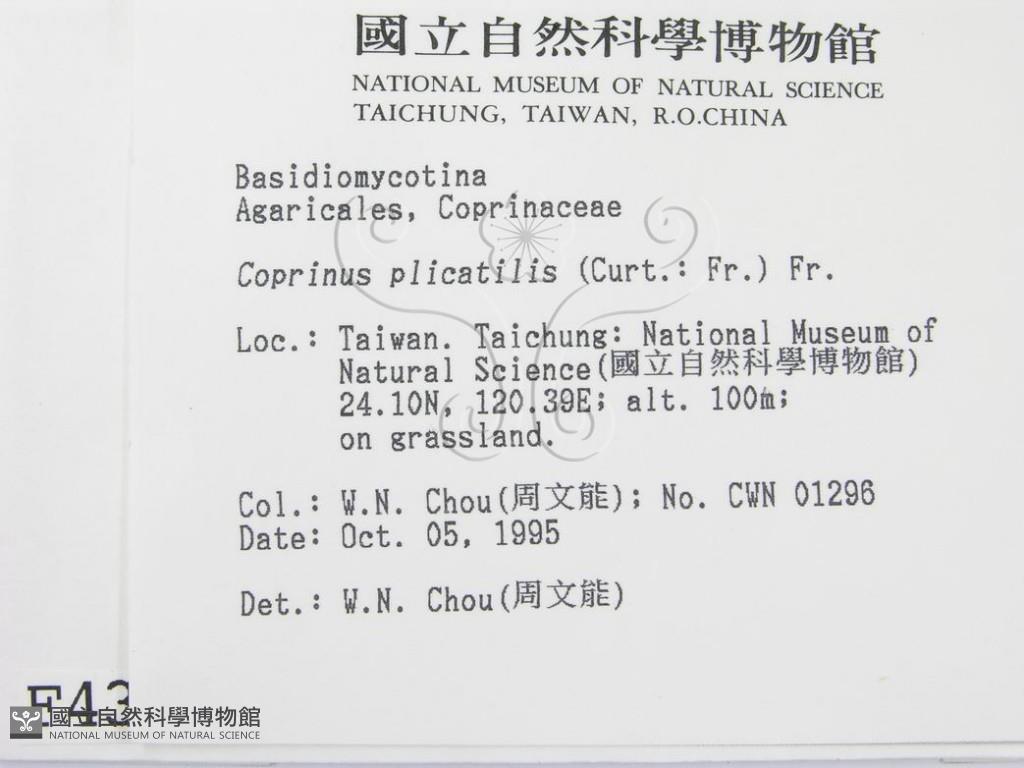 國立自然科學博物館
NATIONAL MUSEUM OF NATURAL SCIENCE
TAICHUNG, TAIWAN, R.O.CHINA
Basidiomycotina
Agaricales, Coprinaceae
Coprinus plicatilis (Curt.: Fr.) Fr.
Loc.: Taiwan. Taichung: National Museum of
Natural Science(國立自然科學博物館)
24.10N, 120.39E; alt. 100m;
on grassland.
Col.: W.N. Chou(周文能); No. CWN 01296
Date: Oct. 05, 1995
Det.: W.N. Chou(周文能)
F43
國立自然科學博物館
NATIONAL MUSEUM OF NATURAL SCIENCE